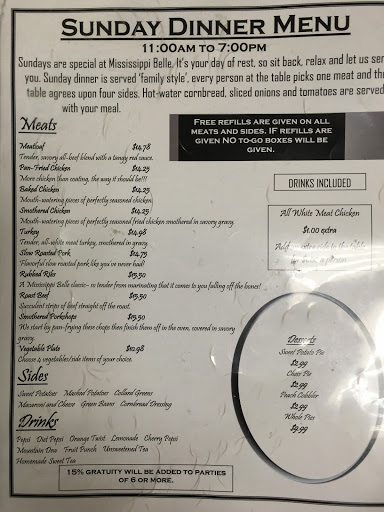 SUNDAY DINNER MENU
11:00AM TO 7:00PM
Sundays are special at Mississippi Belle. It's your day of rest, so sit back, relax and let us ser
you. Sunday dinner is served 'family style', every person at the table picks one meat and the
table agrees upon four sides. Hot-water cornbread, sliced onions and tomatoes are served
with your meal.
Meats
FREE REFILLS ARE GIVEN ON ALL
MEATS AND SIDES. IF REFILLS ARE
GIVEN NO TO-GO BOXES WILL BE
GIVEN.
Meatloaf $14.78
Tender, savory all-beef blend with a tangy red sauce.
Pan-Fried Chicken $14.25
More chicken than coating, the way it should be!!!
Baked Chicken $14.25
Mouth-watering pieces of perfectly seasoned chicken
Smothered Chicken $14.25
Mouth-watering pieces of perfectly seasoned fried chicken smothered in savory gravy.
Turkey $14.98
Tender, all-white meat turkey, smothered in gravy.
Slow Roasted Pork $14.75
Flavorful slow roasted pork like you've never had!
Rubbed Ribs $15.50
A Mississippi Belle classic- so tender from marinating that it comes to you falling off the bone!
Roast Beef $15.50
Succulent strips of beef straight off the roast.
Smothered Porkchops $15.50
We start by pan-frying these chops then finish them off in the oven, covered in savory
gravy.
Vegetable Plate $12.98
Choose 4 vegetables/side items of your choice.
DRINKS INCLUDED
All White Meat Chicken
$1.00 extra
Add
Sides
Sweet Potatoes Mashed Potatoes Collard Greens
Macaroni and Cheese Green Beans Cornbread Dressing
Drinks
Pepsi Diet Pepsi Orange Twist Lemonade Cherry Pepsi
Mountain Dew Fruit Punch Unsweetened Tea
Homemade Sweet Tea
Desserts
Sweet Potato Pie
$2.99
Chess Pie
$2.99
Peach Cobbler
$2.99
Whole Pies
$9.99
15% GRATUITY WILL BE ADDED TO PARTIES
OF 6 OR MORE.